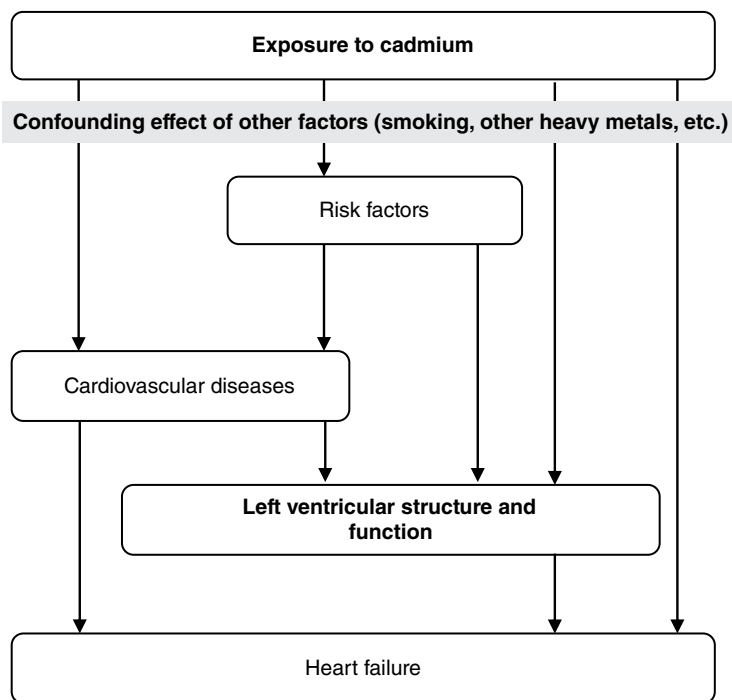 Exposure to cadmium
Confounding effect of other factors (smoking, other heavy metals, etc.)
Risk factors
Cardiovascular diseases
Left ventricular structure and
function
Heart failure